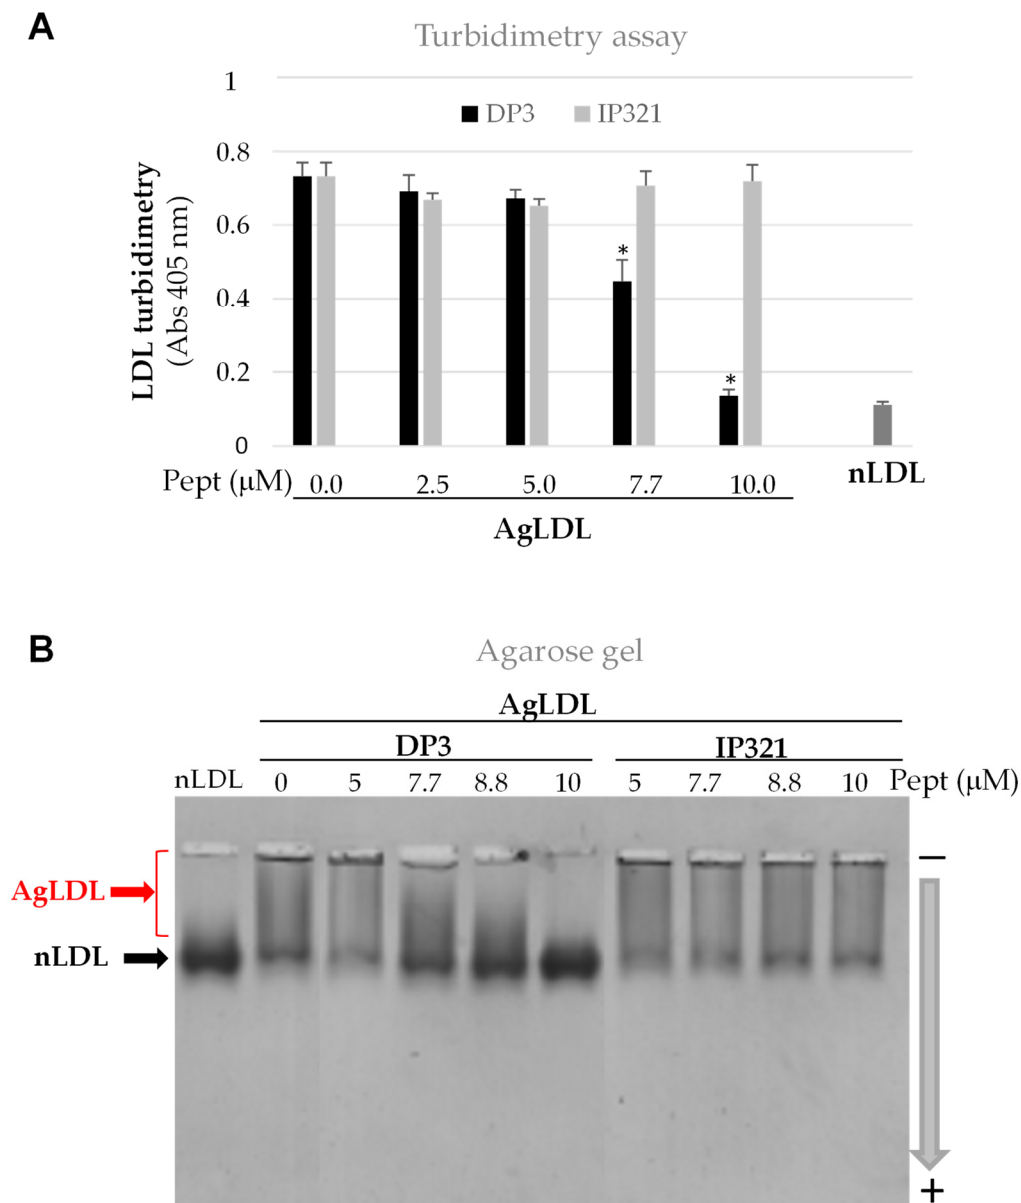 A
Turbidimetry assay
1
DP3 IP321
0.8
0.6
0.4
0.2
0
LDL turbidimetry
(Abs 405 nm)
*
*
Pept (µM) 0.0 2.5 5.0 7.7 10.0
nLDL
AgLDL
B
Agarose gel
AgLDL
DP3 IP321
nLDL 0 5 7.7 8.8 10 5 7.7 8.8 10 Pept (µM)
−
AgLDL
nLDL
+